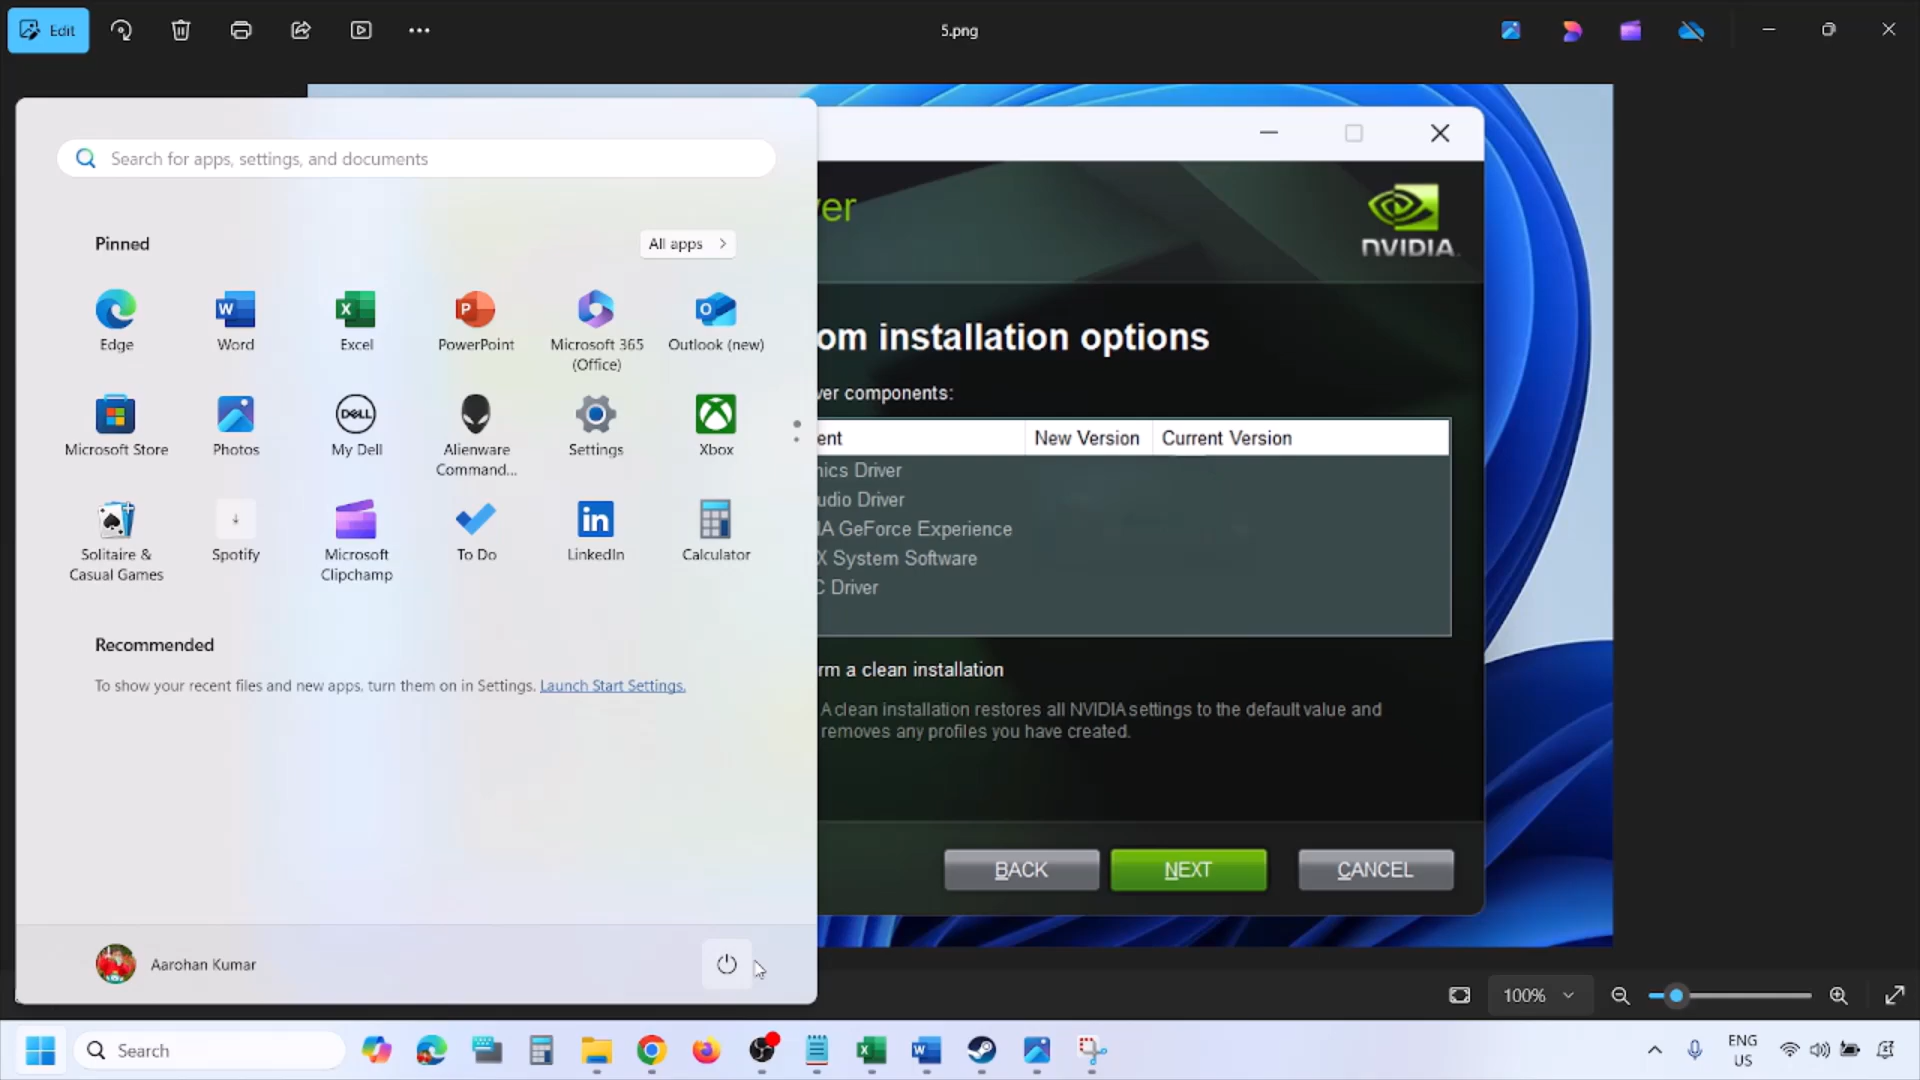 Edit
5.png
Search for apps, settings, and documents
Pinned
All apps
Edge
Word
Excel
PowerPoint
Microsoft 365
(Office)
Outlook (new)
Microsoft Store
Photos
DELL
My Dell
Alienware
Command...
Settings
Xbox
Solitaire &
Casual Games
Spotify
Microsoft
Clipchamp
To Do
in
LinkedIn
Calculator
Recommended
To show your recent files and new apps, turn them on in Settings. Launch Start Settings.
Aarohan Kumar
ver
NVIDIA.
om installation options
ver components:
ent
New Version
Current Version
nics Driver
udio Driver
IA GeForce Experience
X System Software
C Driver
rm a clean installation
A clean installation restores all NVIDIA settings to the default value and
removes any profiles you have created.
BACK
NEXT
CANCEL
100%
Search
ENG
US